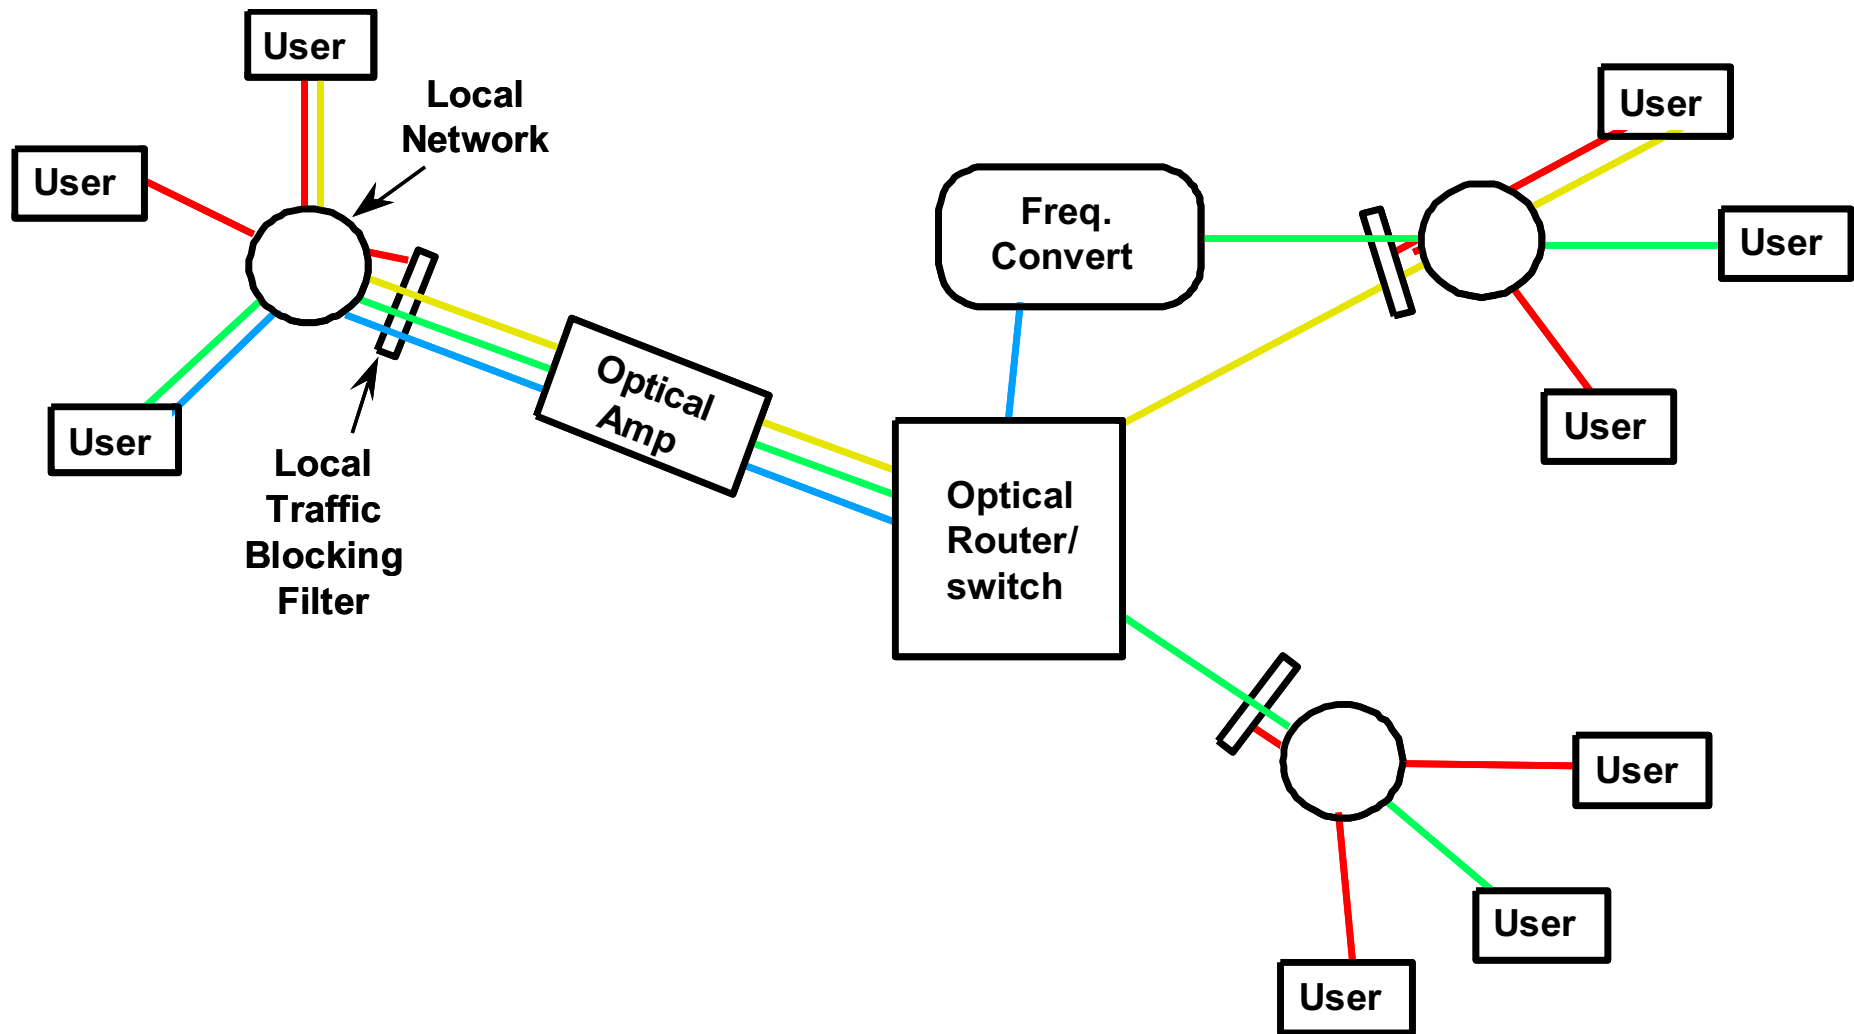 User
Local
Network
User
User
Local
Traffic
Blocking
Filter
Optical
Amp
Freq.
Convert
Optical
Router/
switch
User
User
User
User
User
User